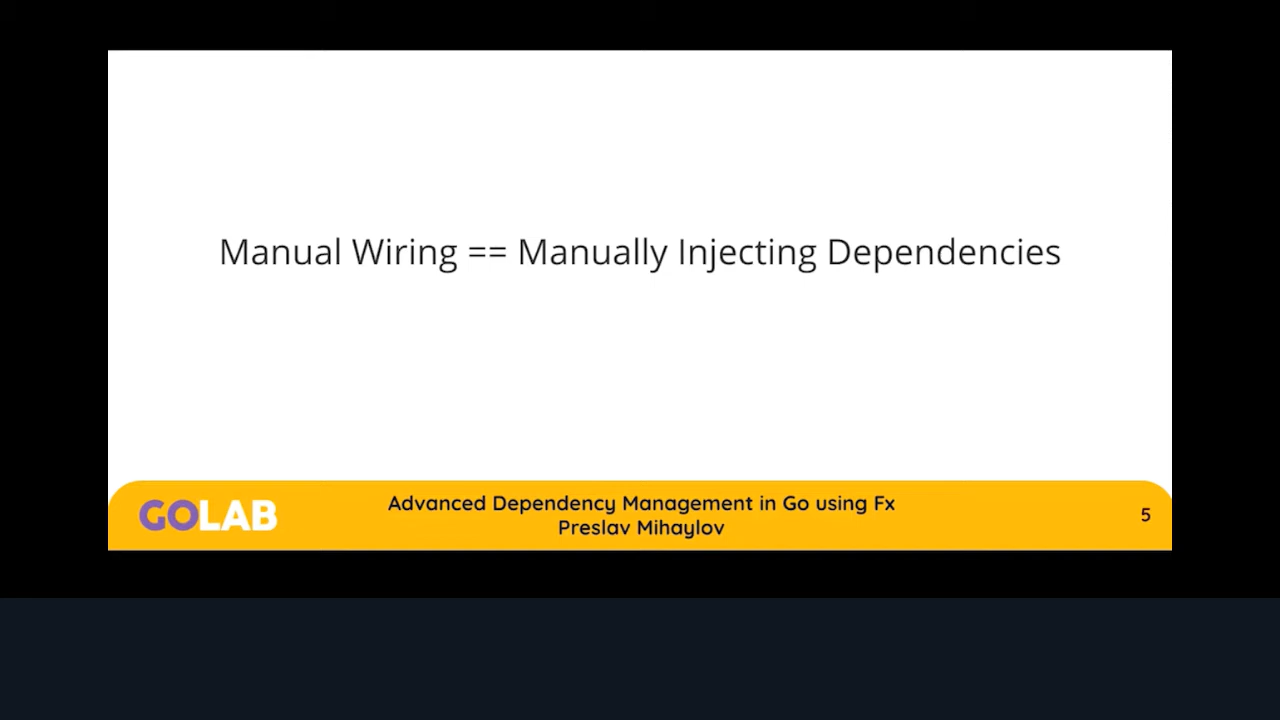 Manual Wiring == Manually Injecting Dependencies
GOLAB
Advanced Dependency Management in Go using Fx
Preslav Mihaylov
5